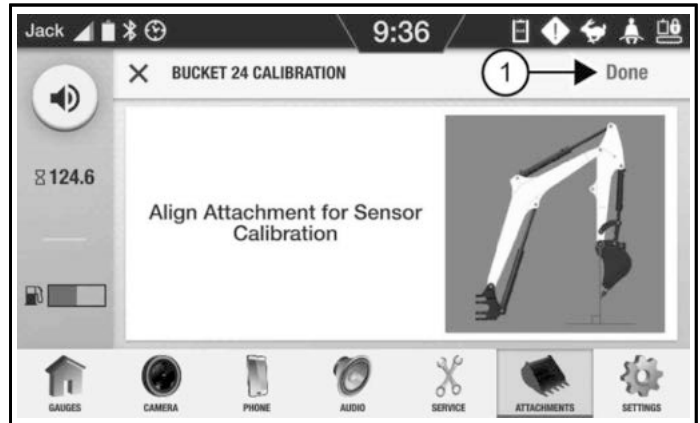 Jack 9:36
BUCKET 24 CALIBRATION 1 Done
124.6
Align Attachment for Sensor
Calibration
GAUGES CAMERA PHONE AUDIO SERVICE ATTACHMENTS SETTINGS